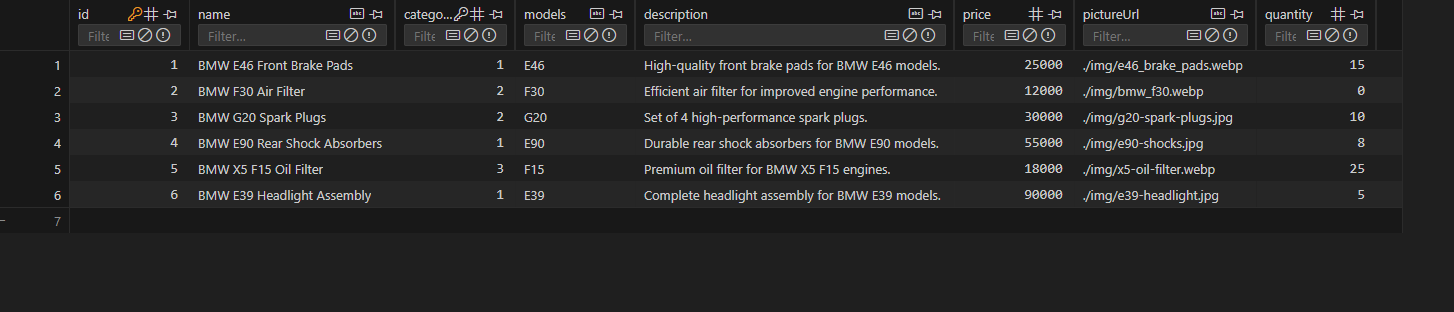 id name catego... models description price pictureUrl quantity
Filte Filter... Filte Filte Filter... Filte Filter... Filte
1 1 BMW E46 Front Brake Pads 1 E46 High-quality front brake pads for BMW E46 models. 25000 ./img/e46_brake_pads.webp 15
2 2 BMW F30 Air Filter 2 F30 Efficient air filter for improved engine performance. 12000 ./img/bmw_f30.webp 0
3 3 BMW G20 Spark Plugs 2 G20 Set of 4 high-performance spark plugs. 30000 ./img/g20-spark-plugs.jpg 10
4 4 BMW E90 Rear Shock Absorbers 1 E90 Durable rear shock absorbers for BMW E90 models. 55000 ./img/e90-shocks.jpg 8
5 5 BMW X5 F15 Oil Filter 3 F15 Premium oil filter for BMW X5 F15 engines. 18000 ./img/x5-oil-filter.webp 25
6 6 BMW E39 Headlight Assembly 1 E39 Complete headlight assembly for BMW E39 models. 90000 ./img/e39-headlight.jpg 5
7